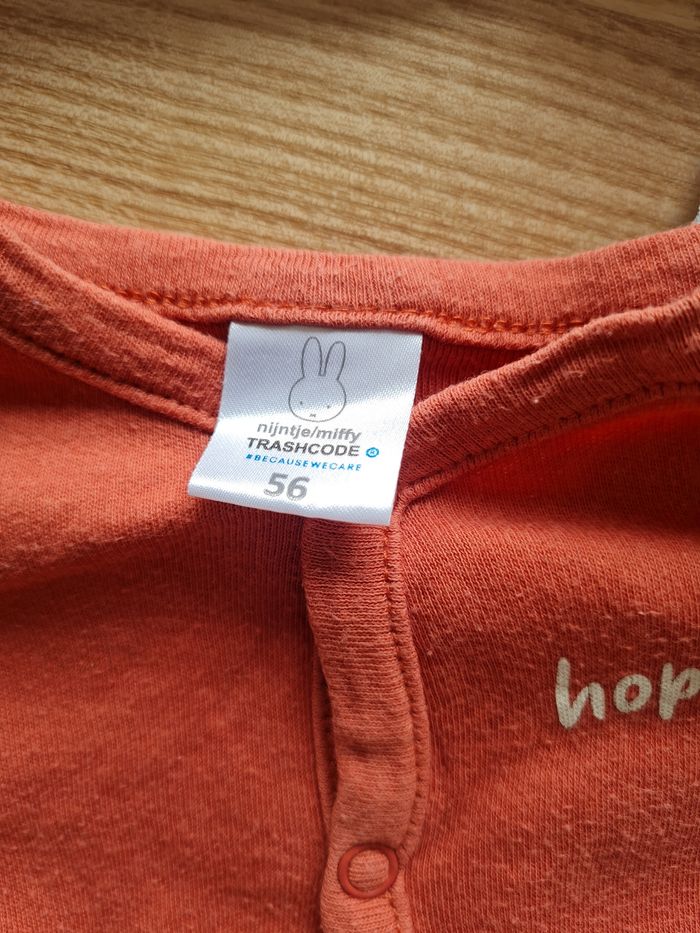 nijntje/miffy
TRASHCODE
#BECAUSEWECARE
56
hop